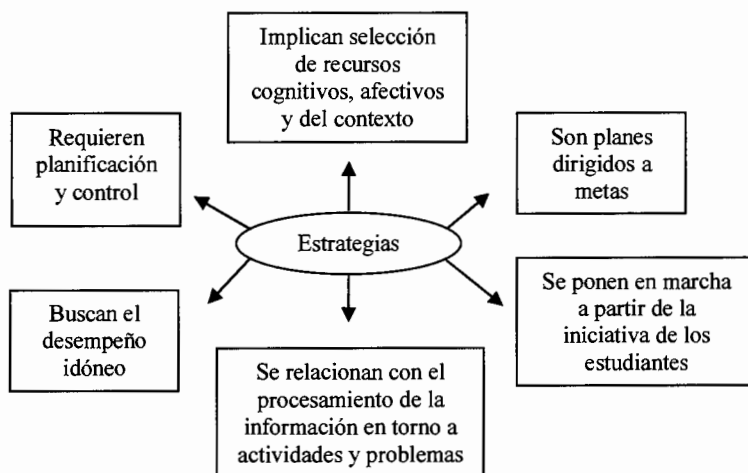 Implican selección
de recursos
cognitivos, afectivos
y del contexto
Requieren
planificación
y control
Son planes
dirigidos a
metas
Estrategias
Buscan el
desempeño
idóneo
Se ponen en marcha
a partir de la
iniciativa de los
estudiantes
Se relacionan con el
procesamiento de la
información en torno a
actividades y problemas